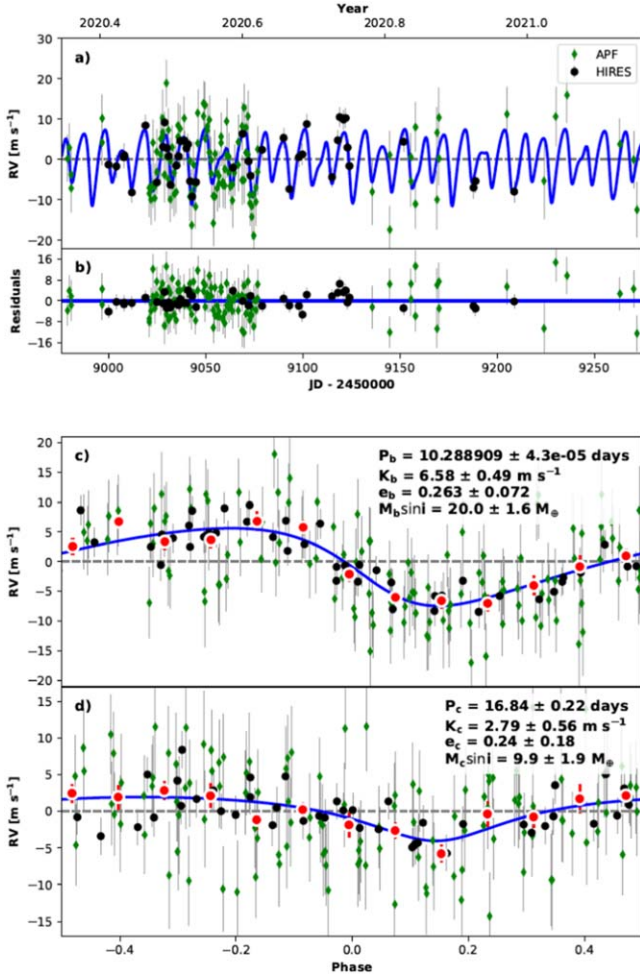 Year
2020.4 2020.6 2020.8 2021.0
30
20
10
0
−10
−20
RV [m s⁻¹]
a)
APF
HIRES
16
8
0
−8
−16
Residuals
b)
9000 9050 9100 9150 9200 9250
JD - 2450000
20
15
10
5
0
−5
−10
−15
−20
RV [m s⁻¹]
c)
P_b = 10.288909 ± 4.3e-05 days
K_b = 6.58 ± 0.49 m s⁻¹
e_b = 0.263 ± 0.072
M_b sini = 20.0 ± 1.6 M⊕
15
10
5
0
−5
−10
−15
RV [m s⁻¹]
d)
P_c = 16.84 ± 0.22 days
K_c = 2.79 ± 0.56 m s⁻¹
e_c = 0.24 ± 0.18
M_c sini = 9.9 ± 1.9 M⊕
−0.4 −0.2 0.0 0.2 0.4
Phase